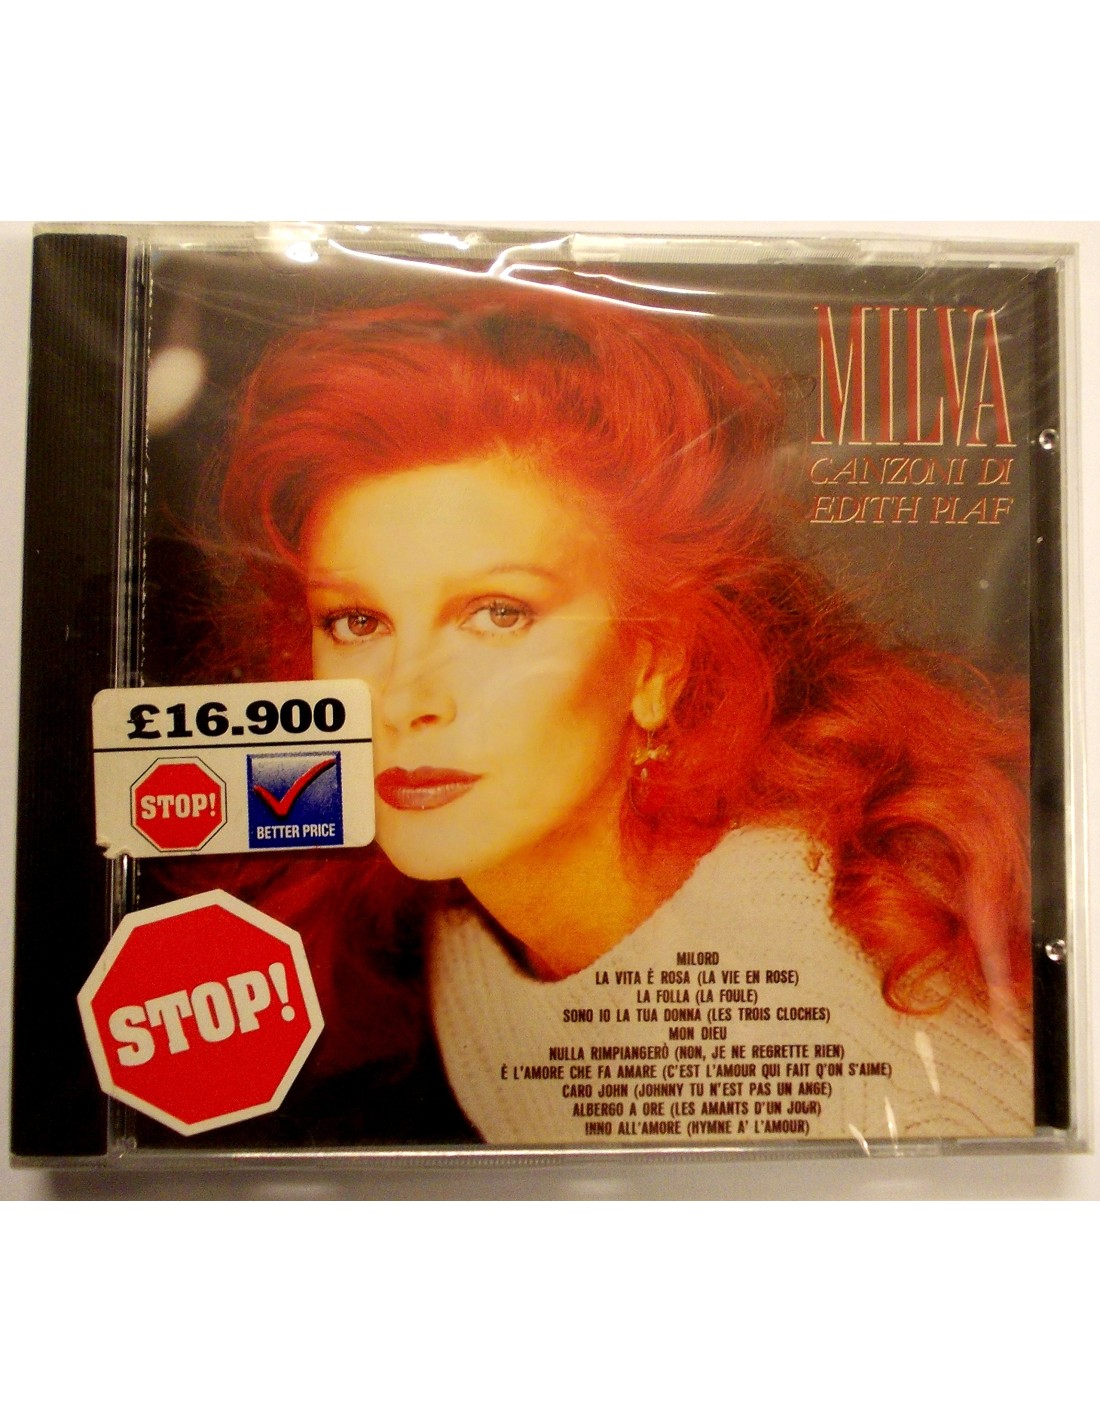 MILVA
CANZONI DI
EDITH PIAF
£16.900
STOP!
BETTER PRICE
STOP!
MILORD
LA VITA È ROSA (LA VIE EN ROSE)
LA FOLLA (LA FOULE)
SONO IO LA TUA DONNA (LES TROIS CLOCHES)
MON DIEU
NULLA RIMPIANGERÒ (NON, JE NE REGRETTE RIEN)
È L'AMORE CHE FA AMARE (C'EST L'AMOUR QUI FAIT Q'ON S'AIME)
CARO JOHN (JOHNNY TU N'EST PAS UN ANGE)
ALBERGO A ORE (LES AMANTS D'UN JOUR)
INNO ALL'AMORE (HYMNE A' L'AMOUR)